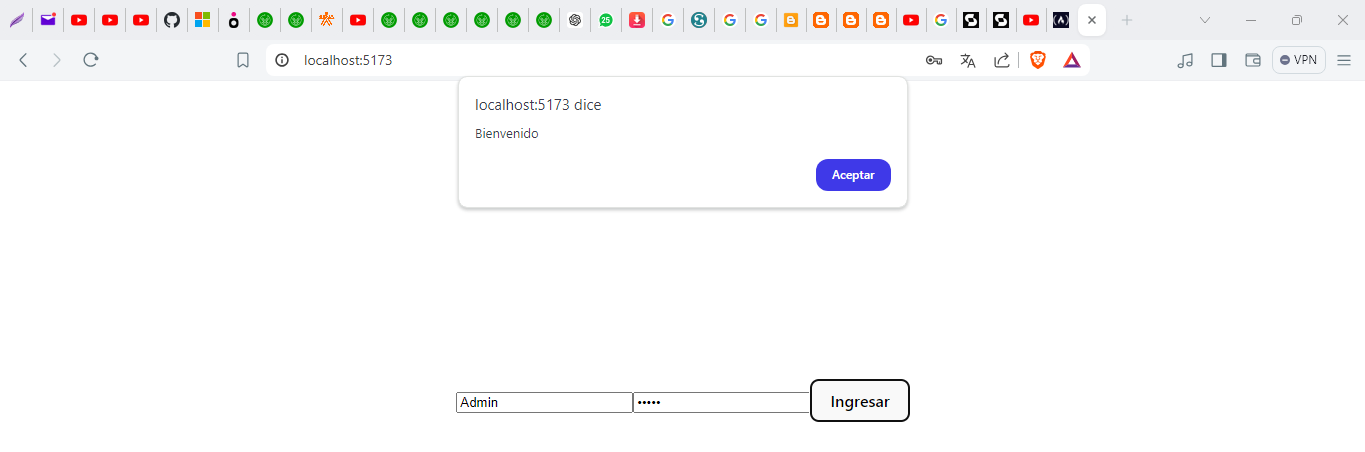 25
localhost:5173
VPN
localhost:5173 dice
Bienvenido
Aceptar
Admin
•••••
Ingresar